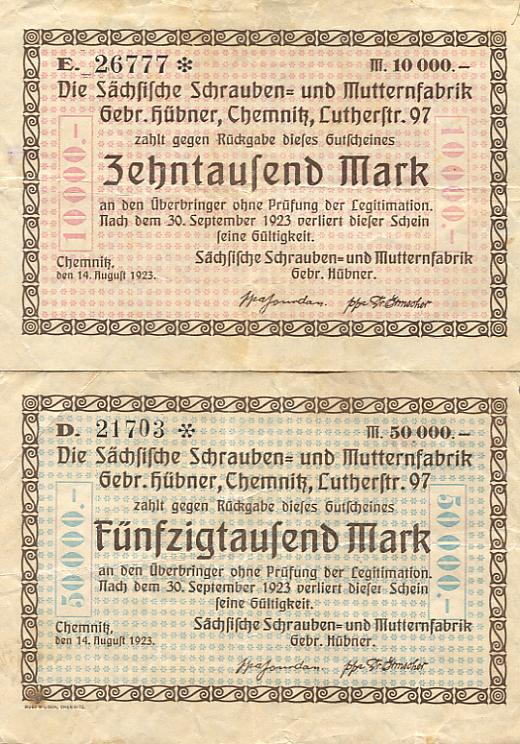 E. 26777 * M. 10 000.–
Die Sächsische Schrauben= und Mutternfabrik
Gebr. Hübner, Chemnitz, Lutherstr. 97
zahlt gegen Rückgabe dieses Gutscheines
Zehntausend Mark
an den Überbringer ohne Prüfung der Legitimation.
Nach dem 30. September 1923 verliert dieser Schein
seine Gültigkeit.
Chemnitz,
den 14. August 1923.
Sächsische Schrauben= und Mutternfabrik
Gebr. Hübner.
10000.–
10000.–
D. 21703 * M. 50 000.–
Die Sächsische Schrauben= und Mutternfabrik
Gebr. Hübner, Chemnitz, Lutherstr. 97
zahlt gegen Rückgabe dieses Gutscheines
Fünfzigtausend Mark
an den Überbringer ohne Prüfung der Legitimation.
Nach dem 30. September 1923 verliert dieser Schein
seine Gültigkeit.
Chemnitz,
den 14. August 1923.
Sächsische Schrauben= und Mutternfabrik
Gebr. Hübner.
50000.–
50000.–